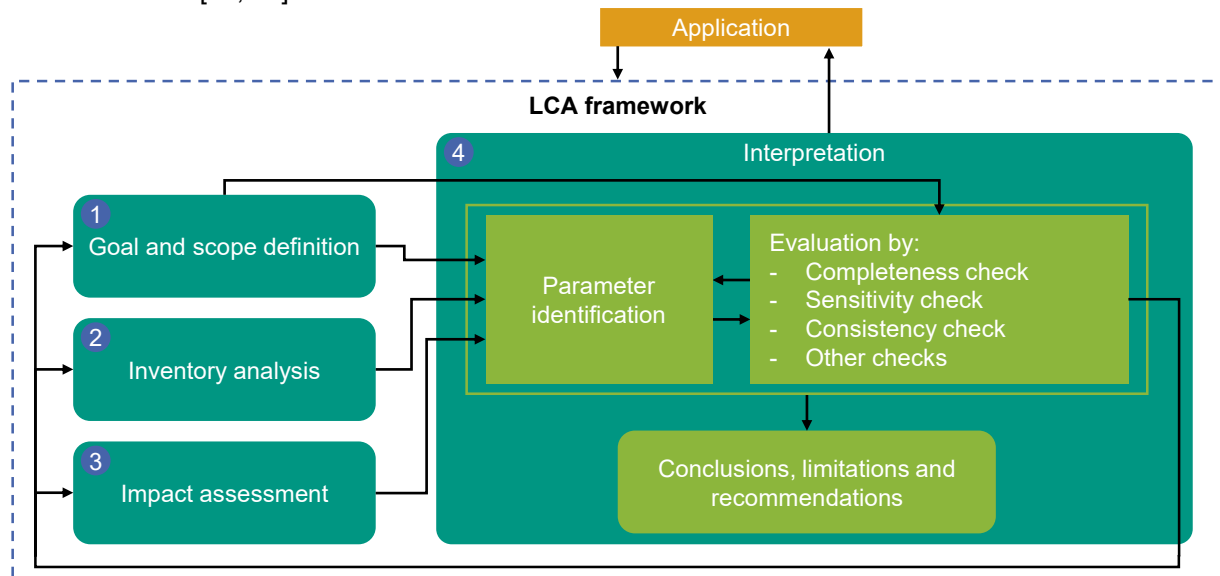 Application
LCA framework
4
Interpretation
1
Goal and scope definition
Parameter
identification
Evaluation by:
- Completeness check
- Sensitivity check
- Consistency check
- Other checks
2
Inventory analysis
3
Impact assessment
Conclusions, limitations and
recommendations